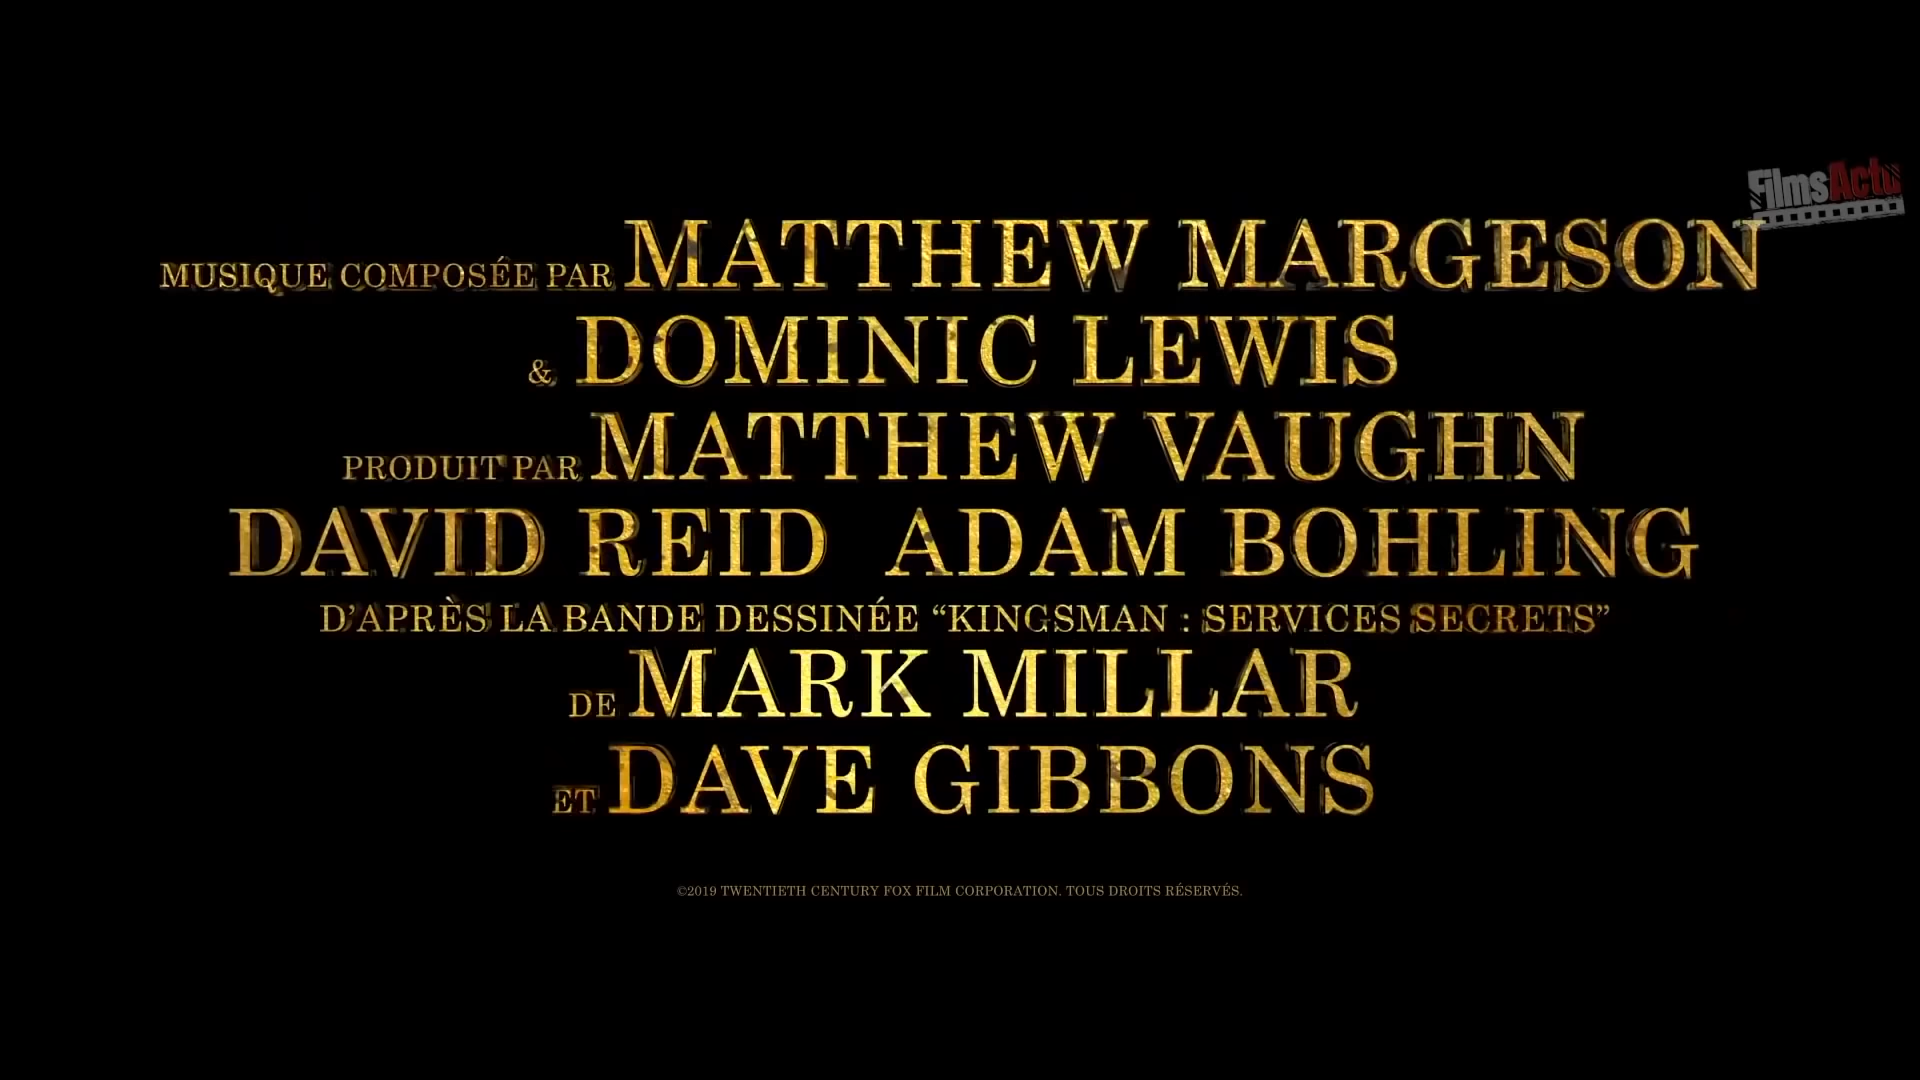 FilmsActu
MUSIQUE COMPOSÉE PAR MATTHEW MARGESON
& DOMINIC LEWIS
PRODUIT PAR MATTHEW VAUGHN
DAVID REID ADAM BOHLING
D’APRÈS LA BANDE DESSINÉE “KINGSMAN : SERVICES SECRETS”
DE MARK MILLAR
ET DAVE GIBBONS
©2019 TWENTIETH CENTURY FOX FILM CORPORATION. TOUS DROITS RÉSERVÉS.